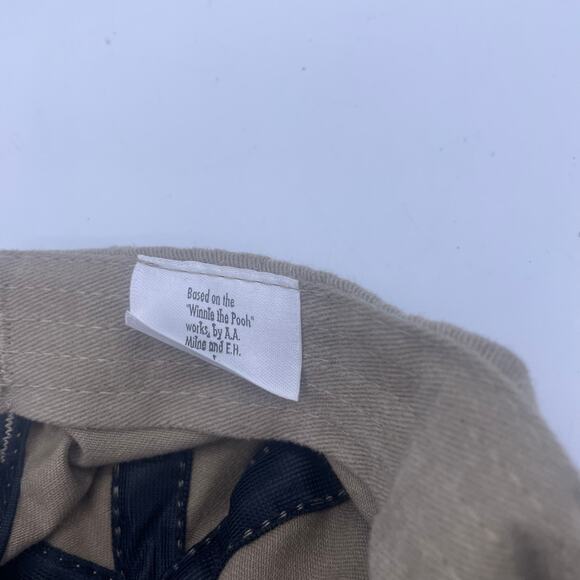 Based on the
"Winnie the Pooh"
works, by A.A.
Milne and E.H.